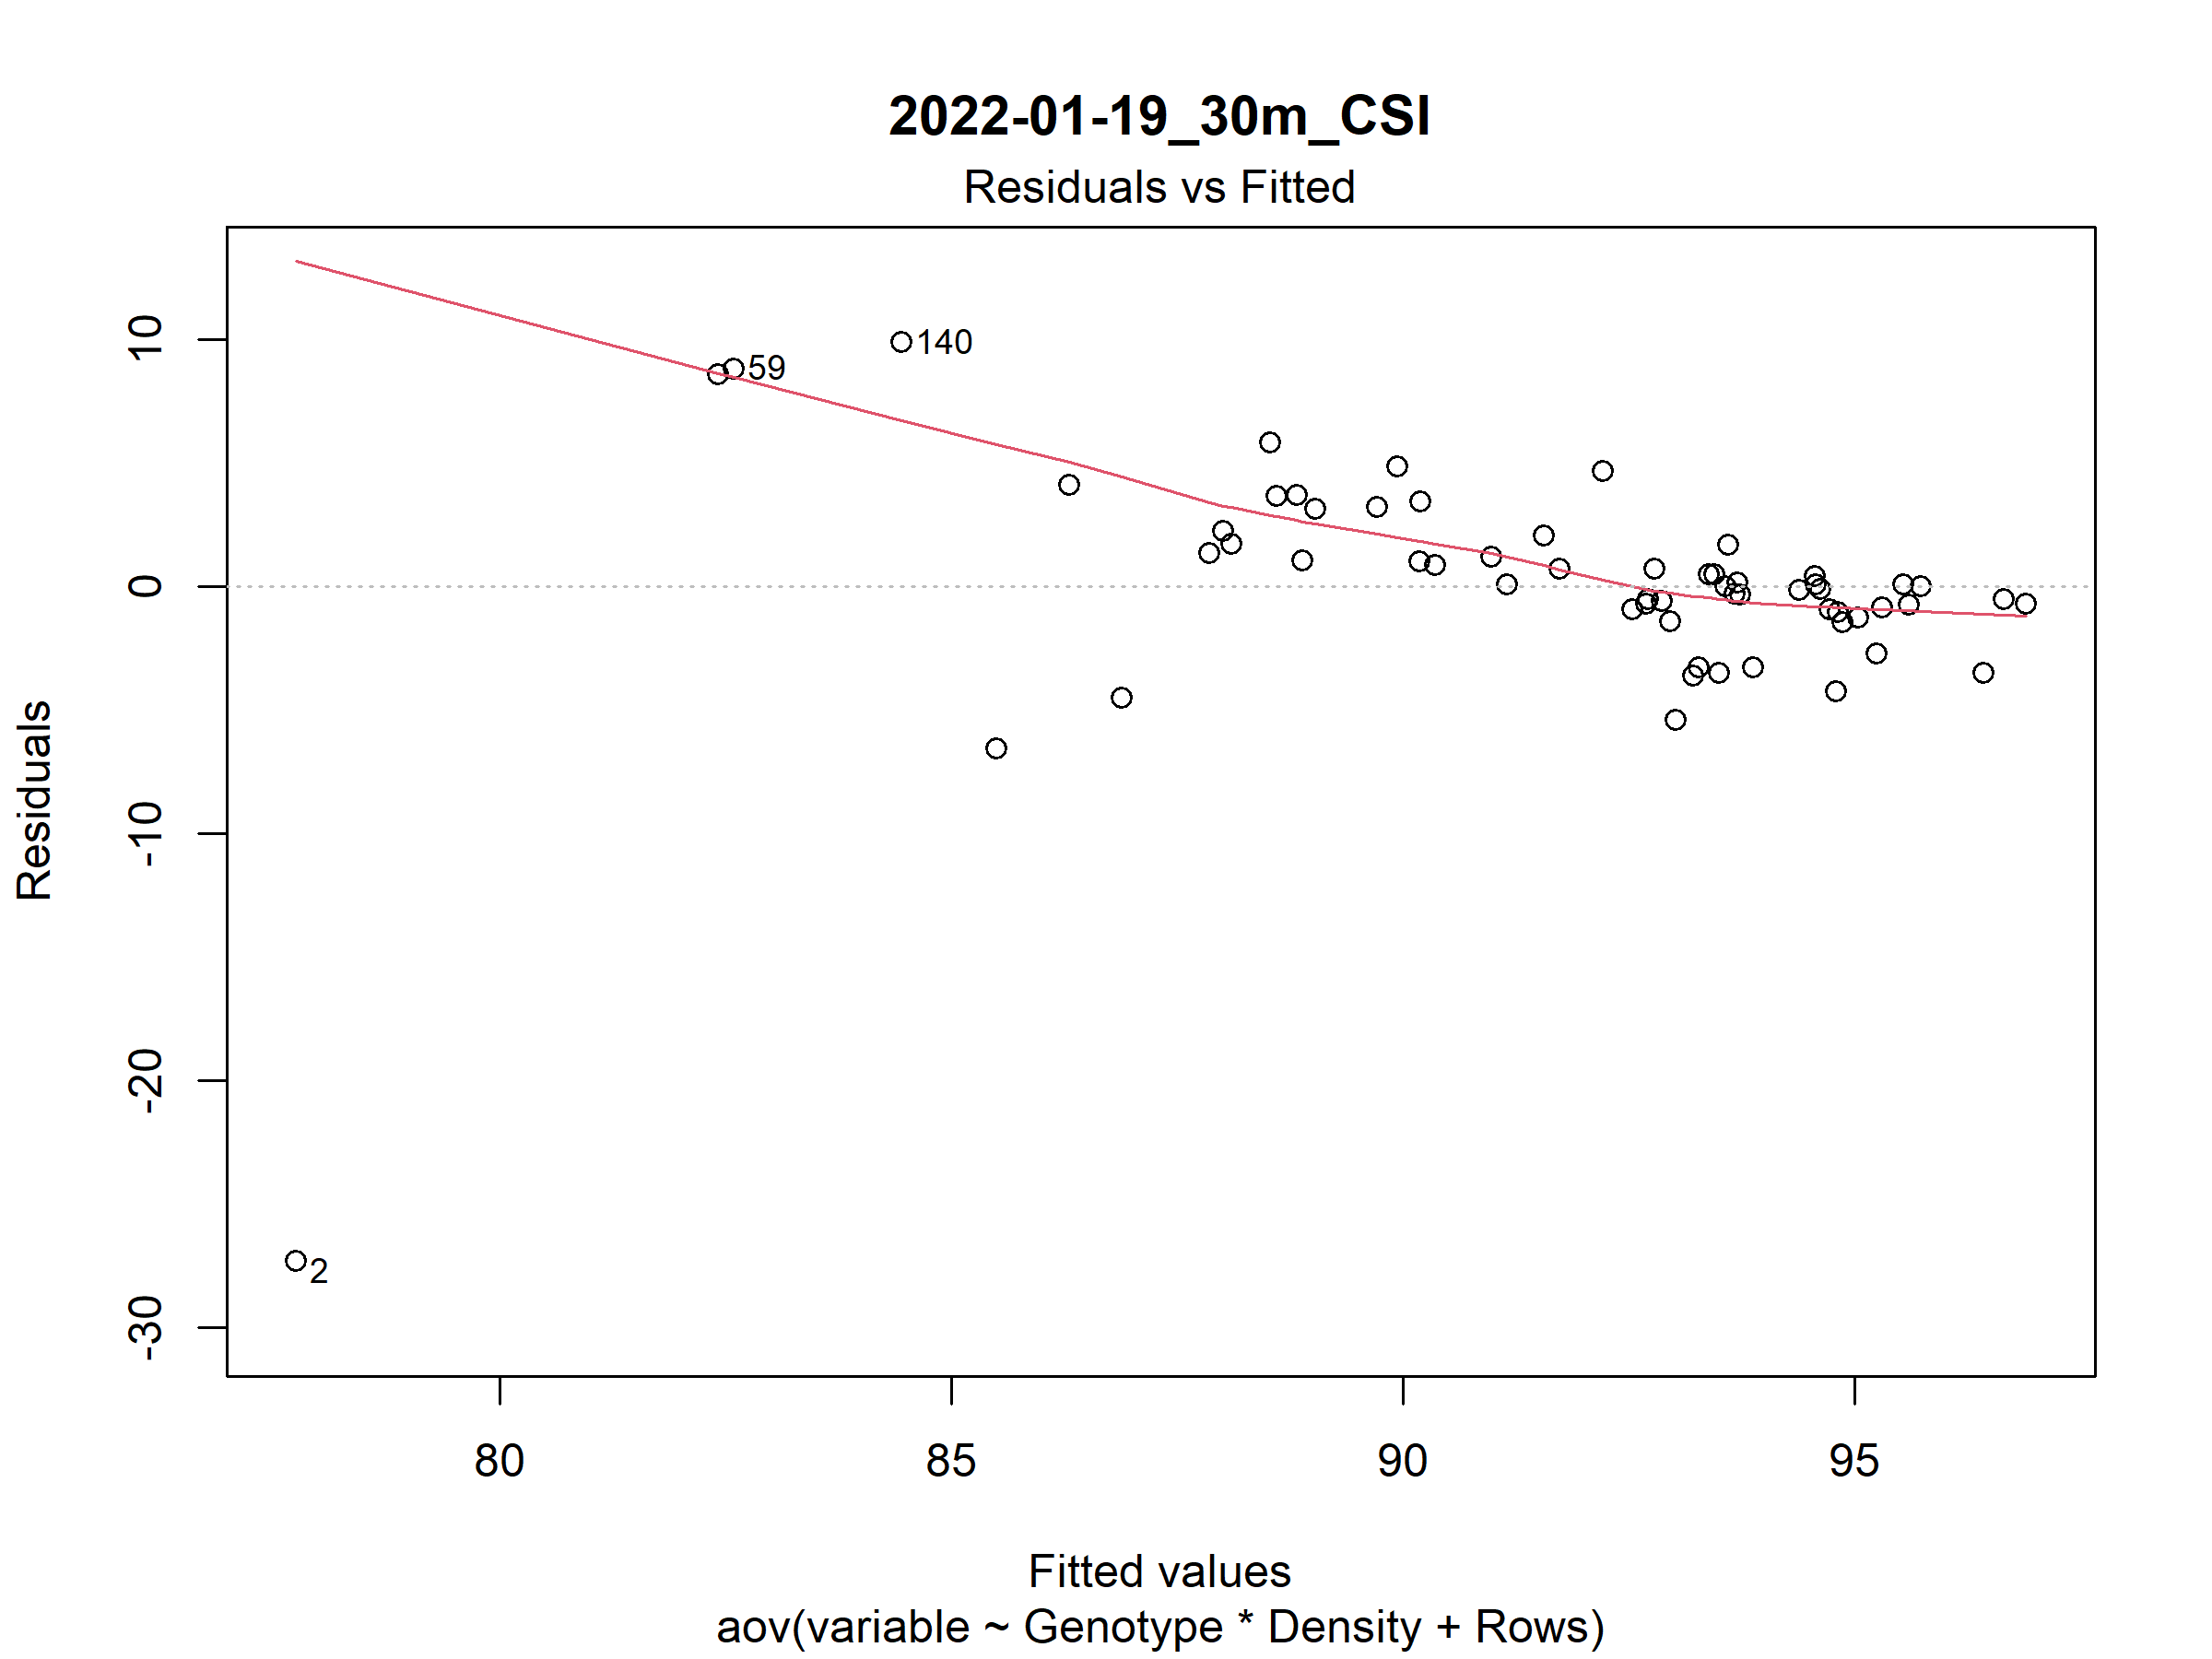 2022-01-19_30m_CSI
Residuals vs Fitted
10
0
-10
-20
-30
Residuals
140
59
2
80 85 90 95
Fitted values
aov(variable ~ Genotype * Density + Rows)